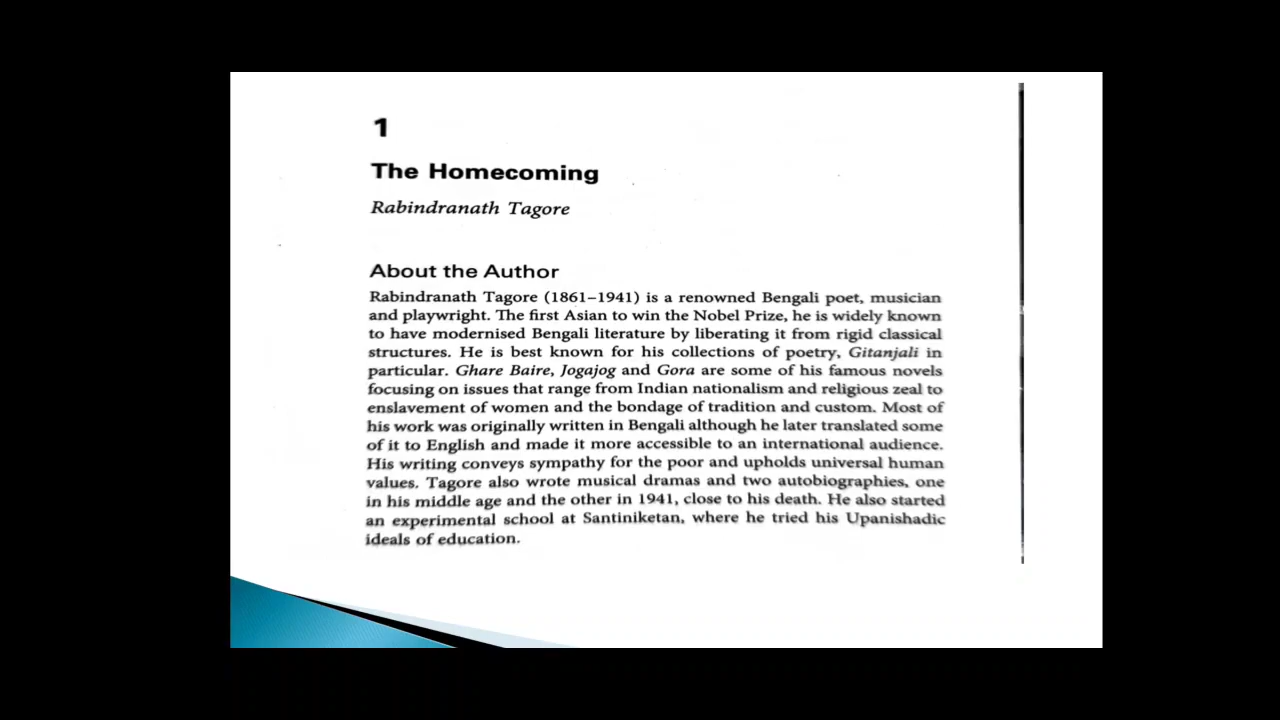 1
The Homecoming
Rabindranath Tagore
About the Author
Rabindranath Tagore (1861–1941) is a renowned Bengali poet, musician
and playwright. The first Asian to win the Nobel Prize, he is widely known
to have modernised Bengali literature by liberating it from rigid classical
structures. He is best known for his collections of poetry, Gitanjali in
particular. Ghare Baire, Jogajog and Gora are some of his famous novels
focusing on issues that range from Indian nationalism and religious zeal to
enslavement of women and the bondage of tradition and custom. Most of
his work was originally written in Bengali although he later translated some
of it to English and made it more accessible to an international audience.
His writing conveys sympathy for the poor and upholds universal human
values. Tagore also wrote musical dramas and two autobiographies, one
in his middle age and the other in 1941, close to his death. He also started
an experimental school at Santiniketan, where he tried his Upanishadic
ideals of education.